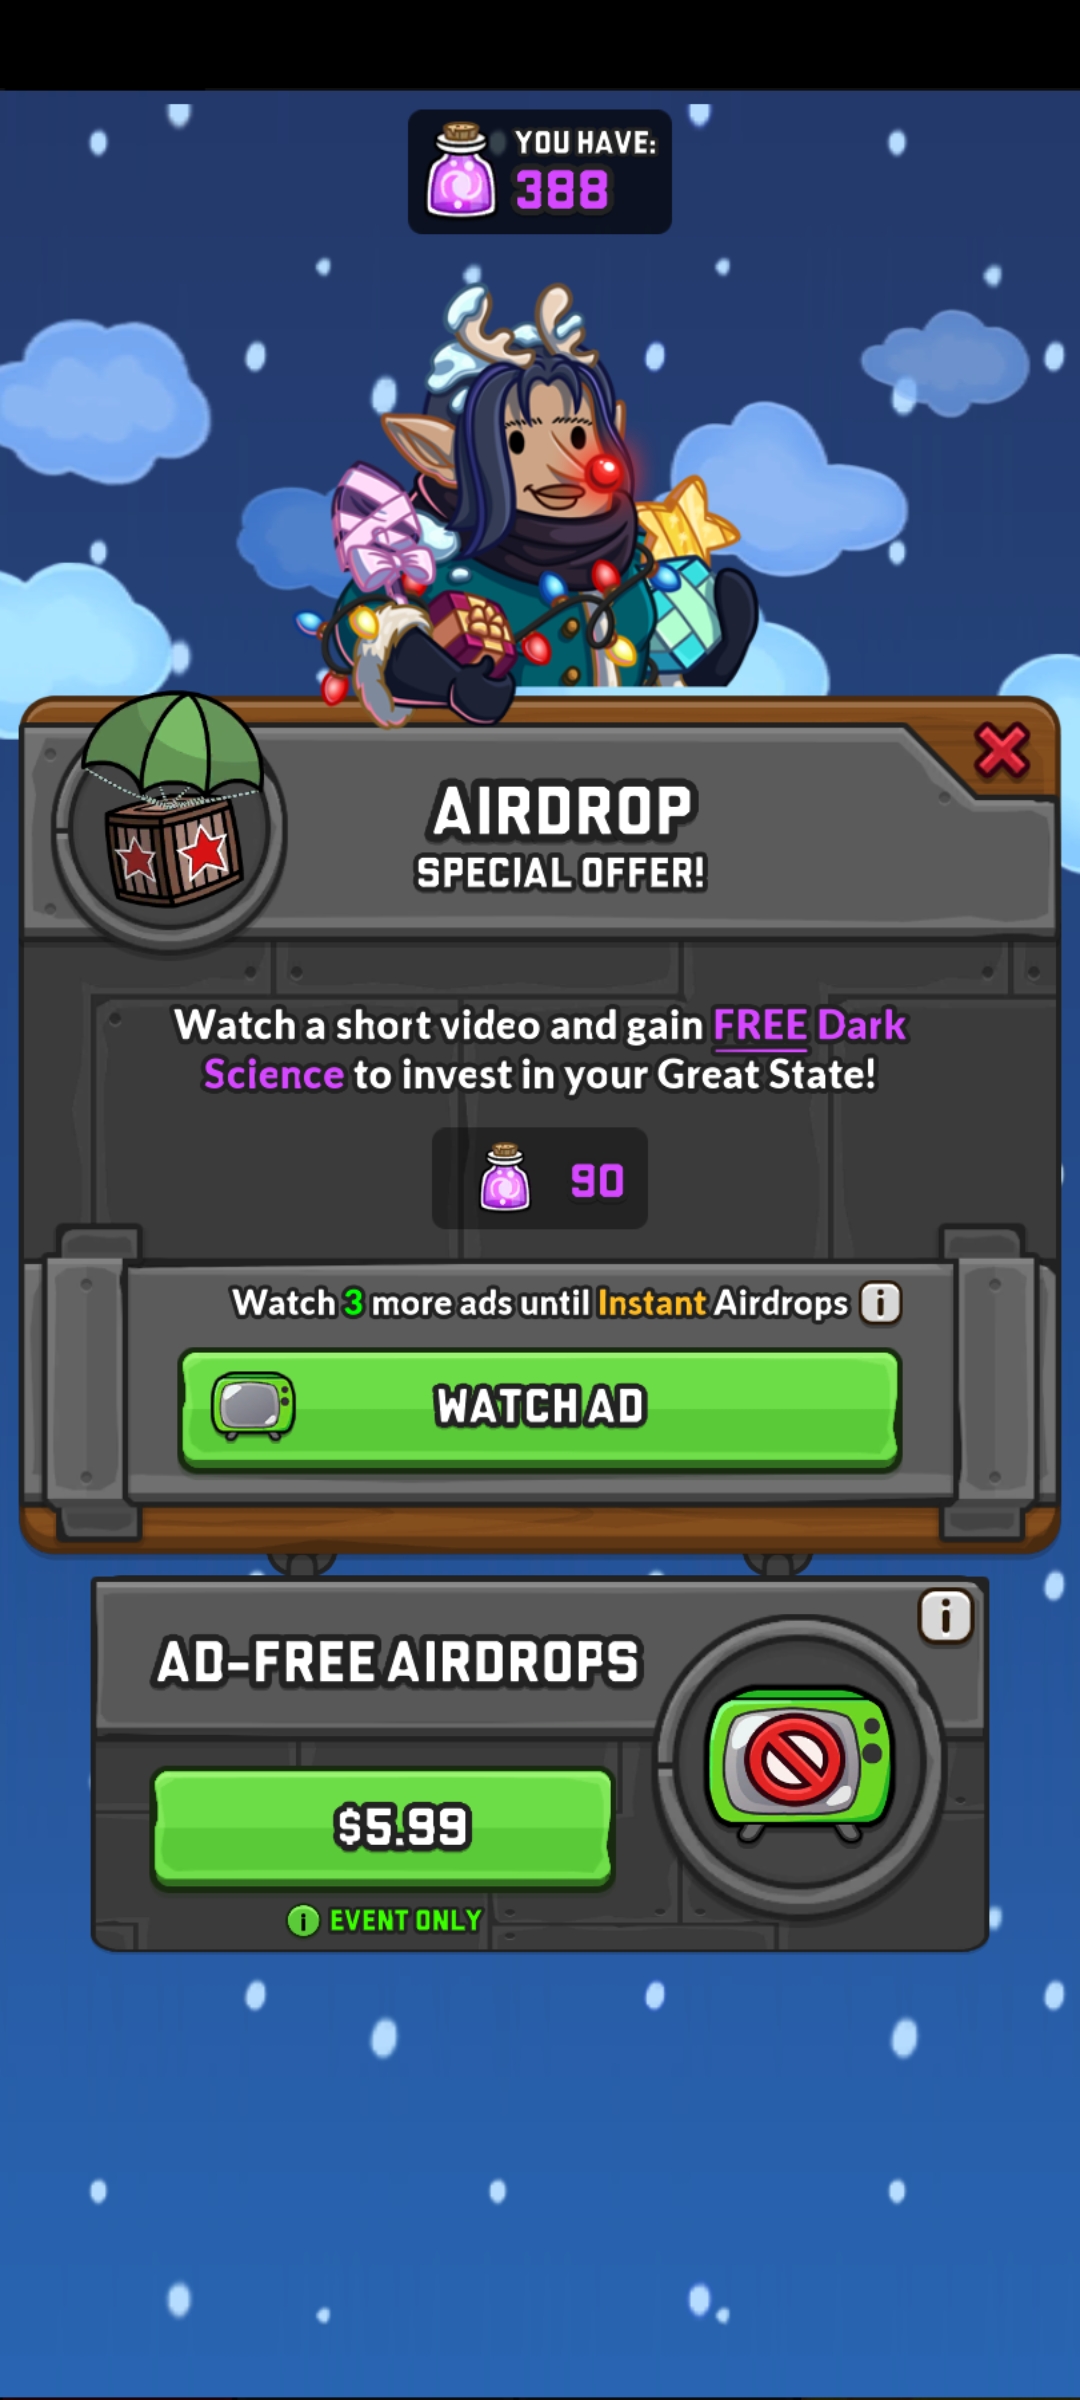 YOU HAVE:
388
AIRDROP
SPECIAL OFFER!
Watch a short video and gain FREE Dark
Science to invest in your Great State!
90
Watch 3 more ads until Instant Airdrops i
WATCH AD
i
AD-FREE AIRDROPS
$5.99
i EVENT ONLY